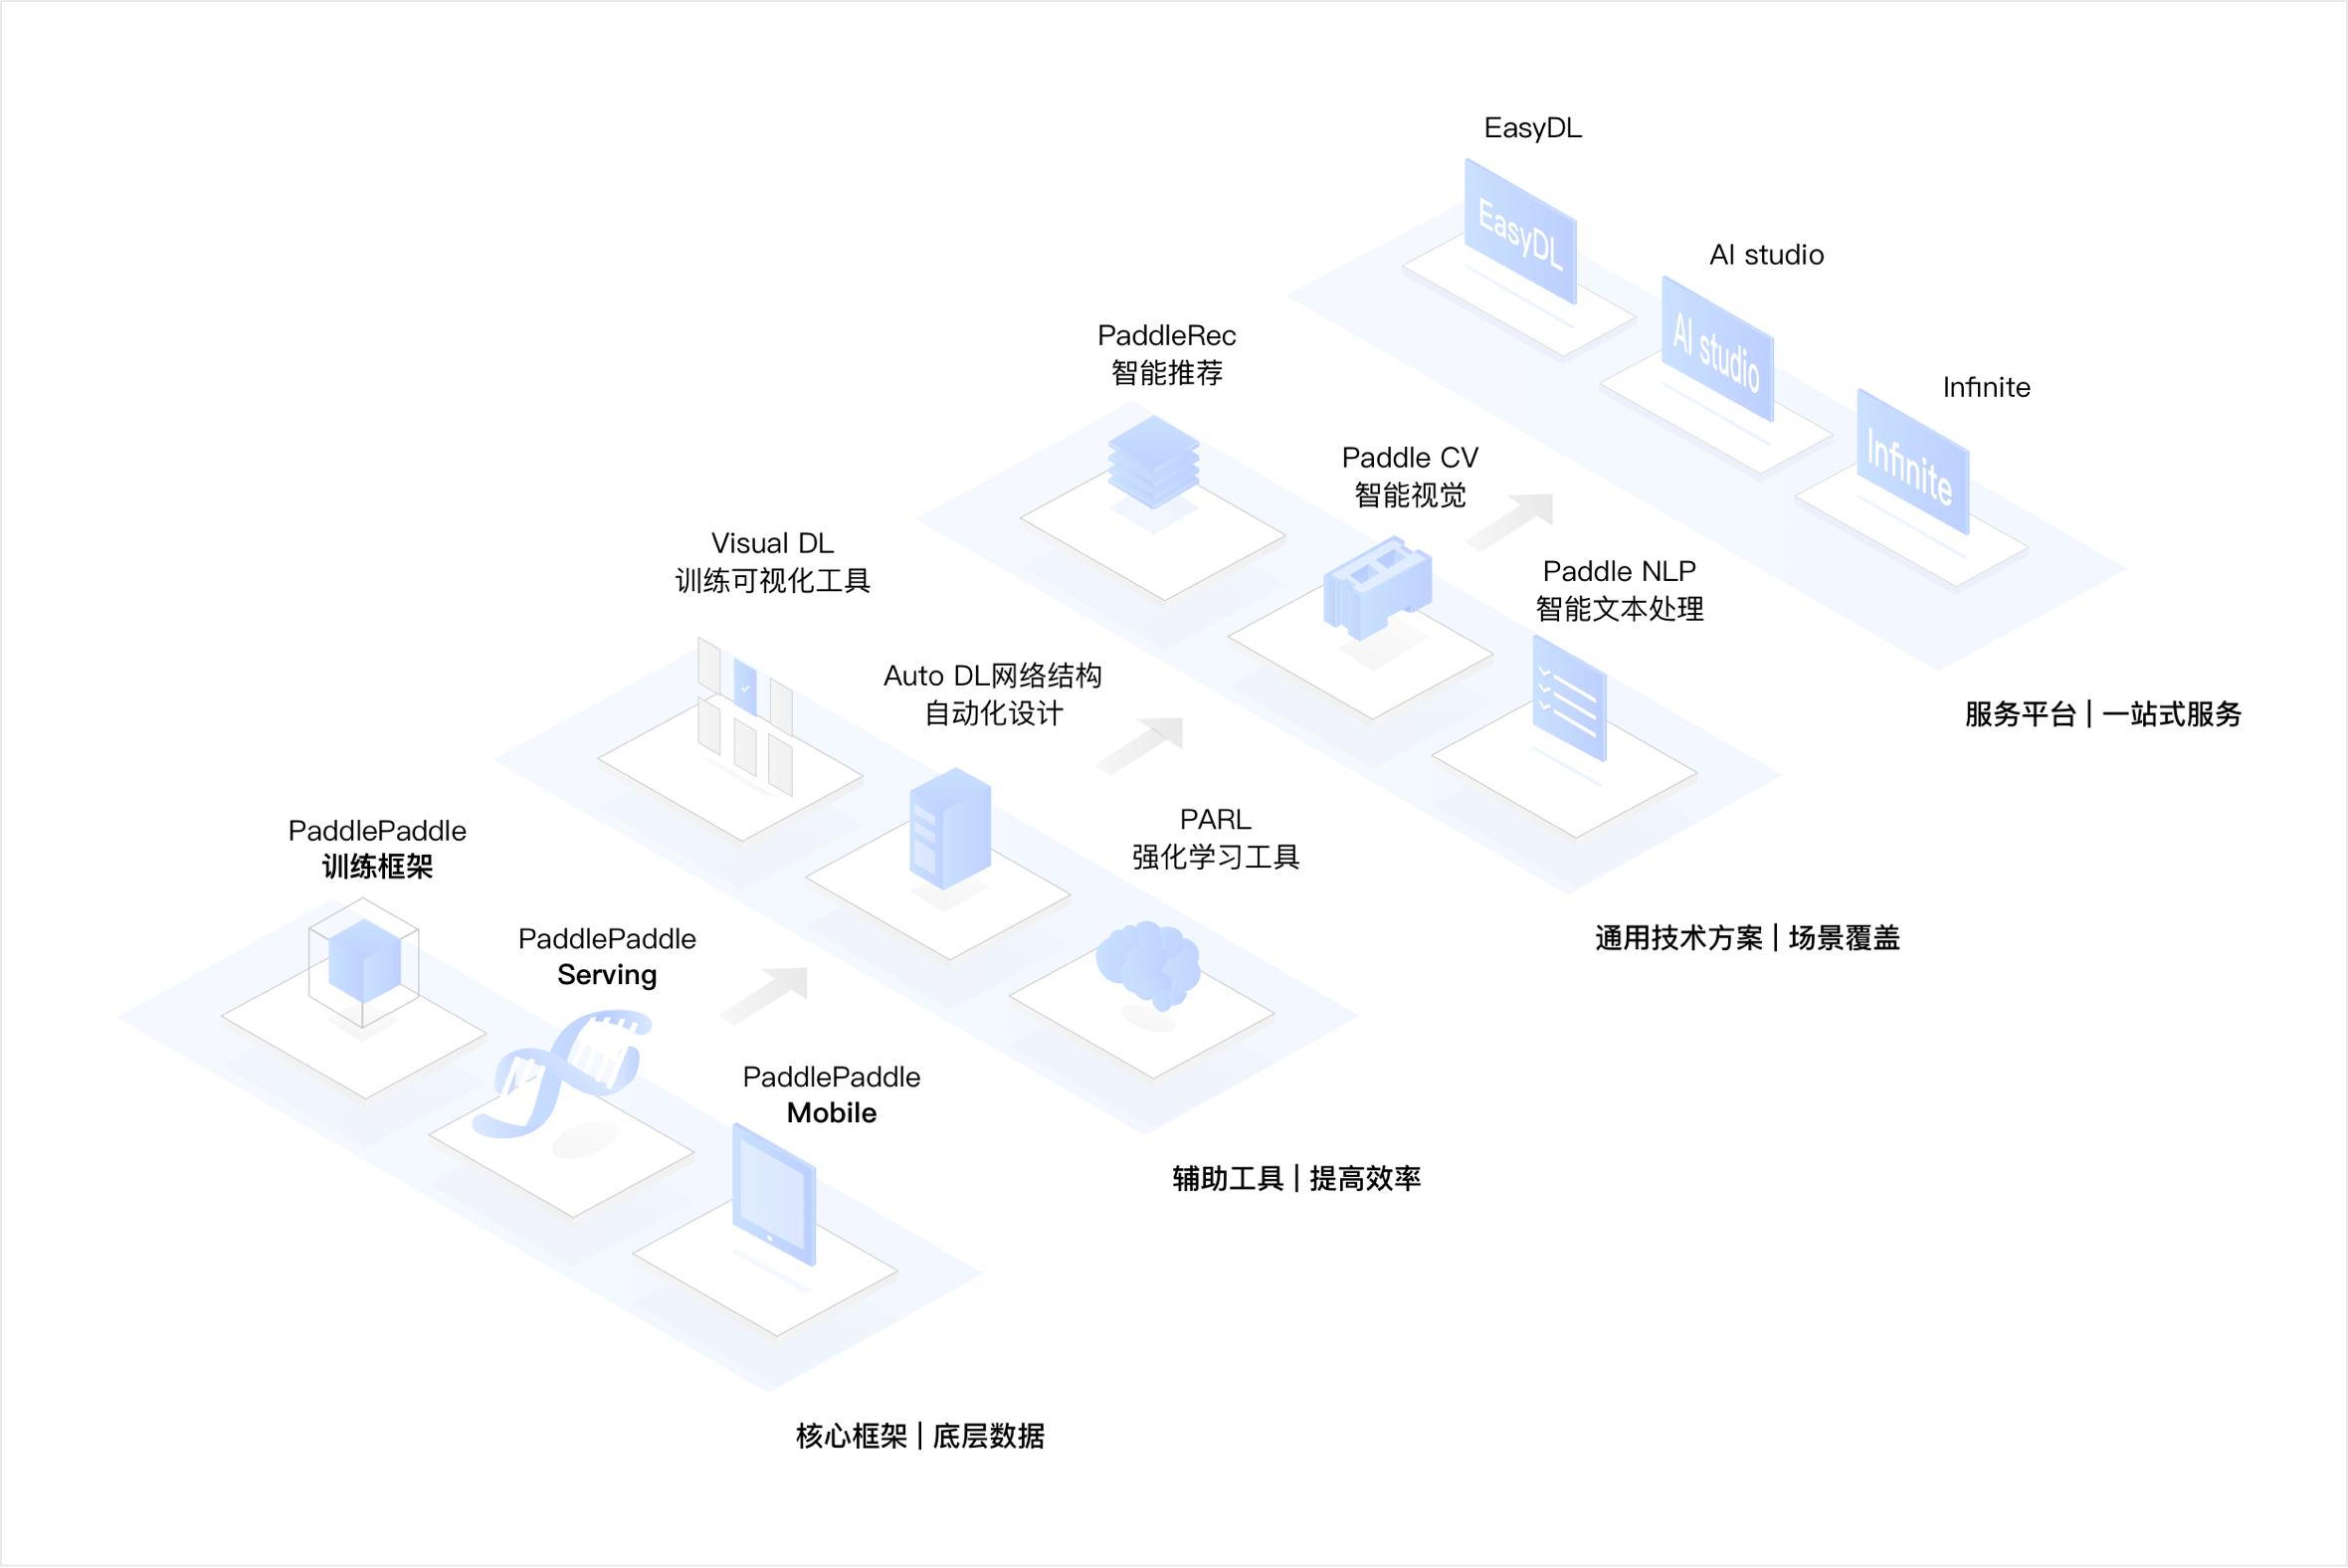 EasyDL
EasyDL
AI studio
AI studio
Infinite
Infinite
服务平台 | 一站式服务
PaddleRec
智能推荐
Paddle CV
智能视觉
Paddle NLP
智能文本处理
通用技术方案 | 场景覆盖
Visual DL
训练可视化工具
Auto DL网络结构
自动化设计
PARL
强化学习工具
辅助工具 | 提高效率
PaddlePaddle
训练框架
PaddlePaddle
Serving
PaddlePaddle
Mobile
核心框架 | 底层数据